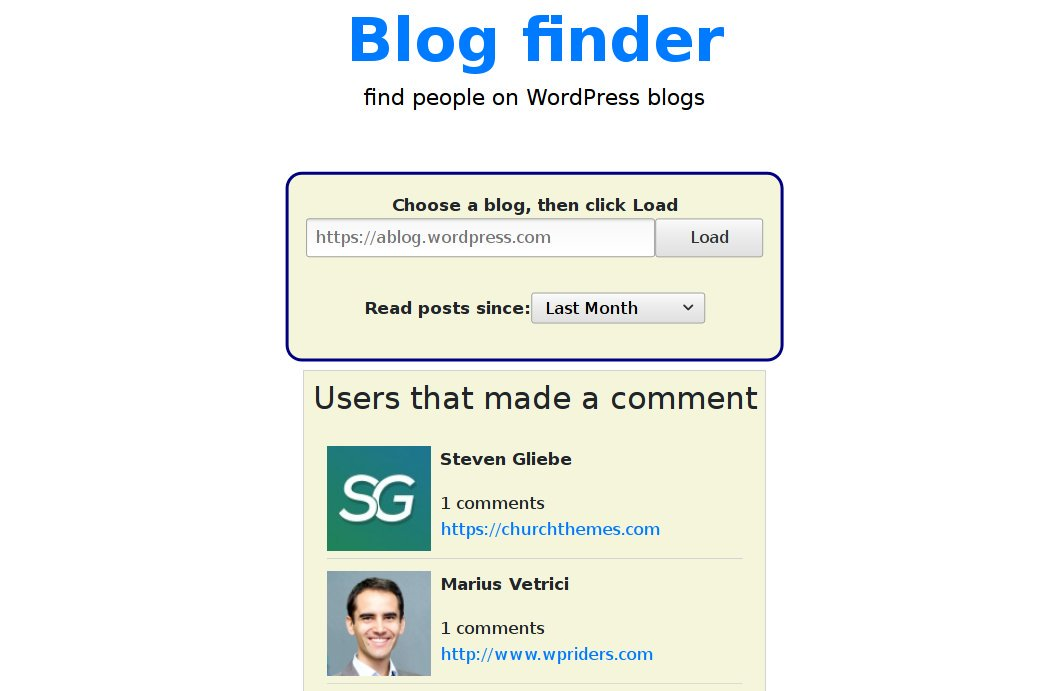 Blog finder
find people on WordPress blogs
Choose a blog, then click Load
https://ablog.wordpress.com Load
Read posts since: Last Month
Users that made a comment
SG
Steven Gliebe
1 comments
https://churchthemes.com
Marius Vetrici
1 comments
http://www.wpriders.com